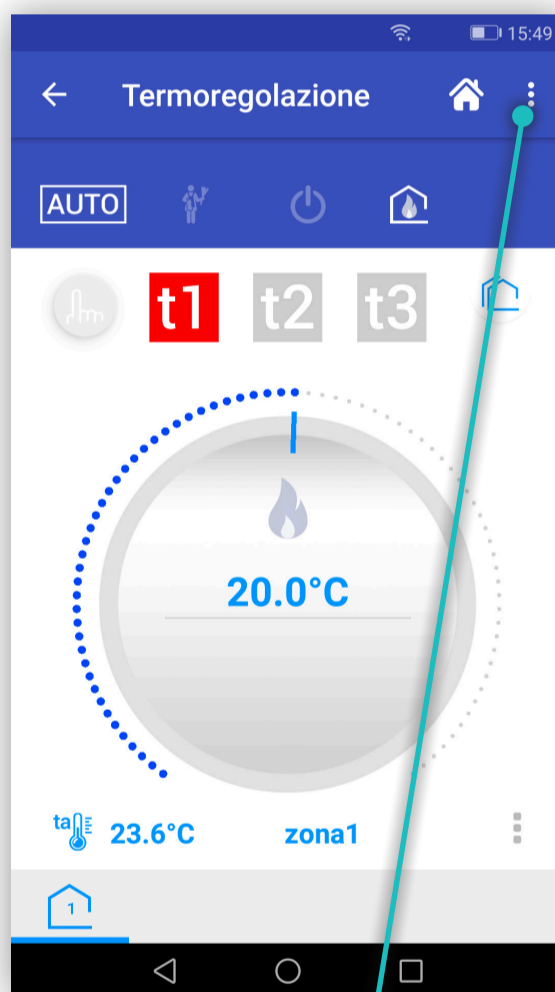 15:49
Termoregolazione
AUTO
t1 t2 t3
20.0°C
ta 23.6°C zona1
1